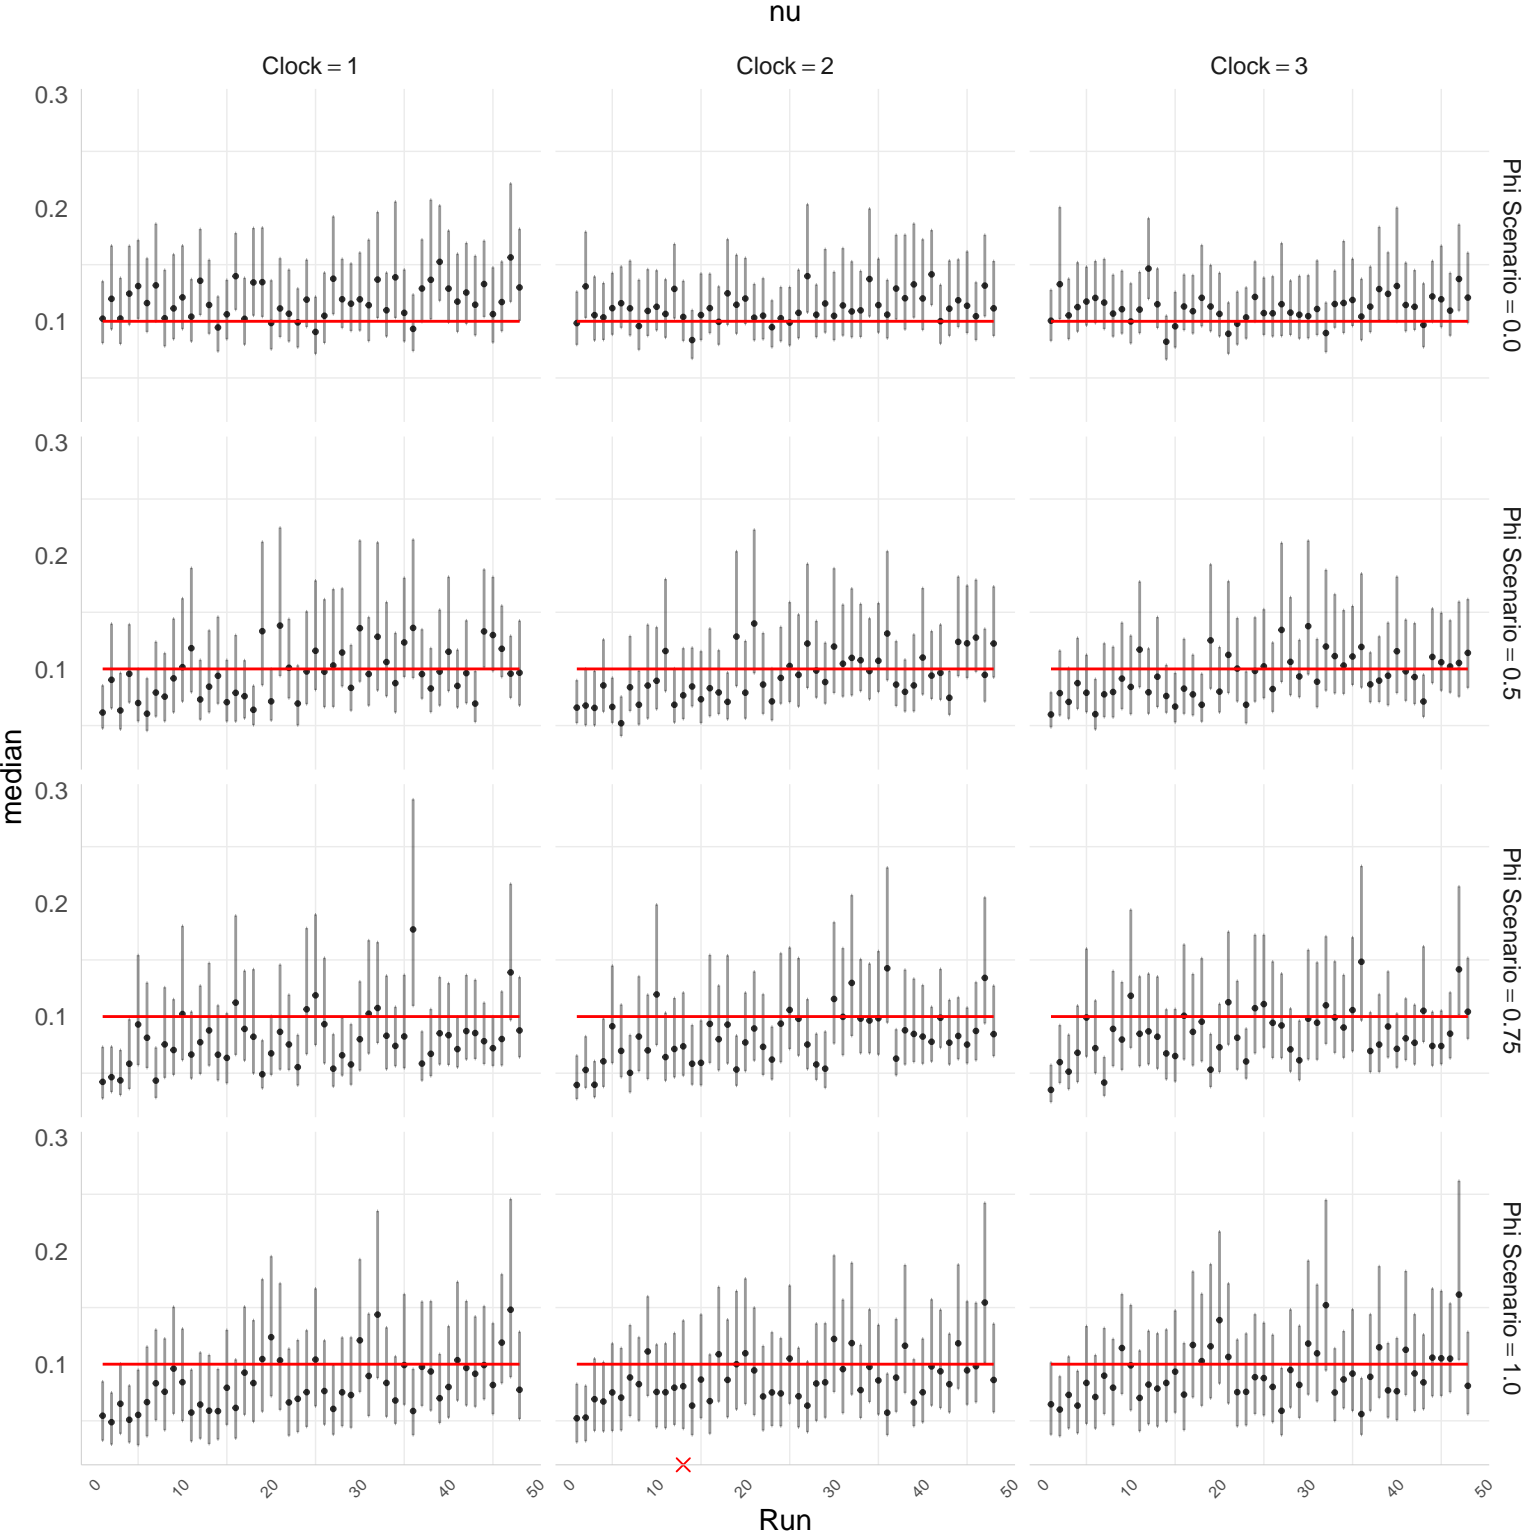 nu
Clock = 1
Clock = 2
Clock = 3
0.3
0.2
0.1
Phi Scenario = 0.0
0.3
0.2
0.1
Phi Scenario = 0.5
median
0.3
0.2
0.1
Phi Scenario = 0.75
0.3
0.2
0.1
Phi Scenario = 1.0
0 10 20 30 40 50 0 10 20 30 40 50 0 10 20 30 40 50
Run